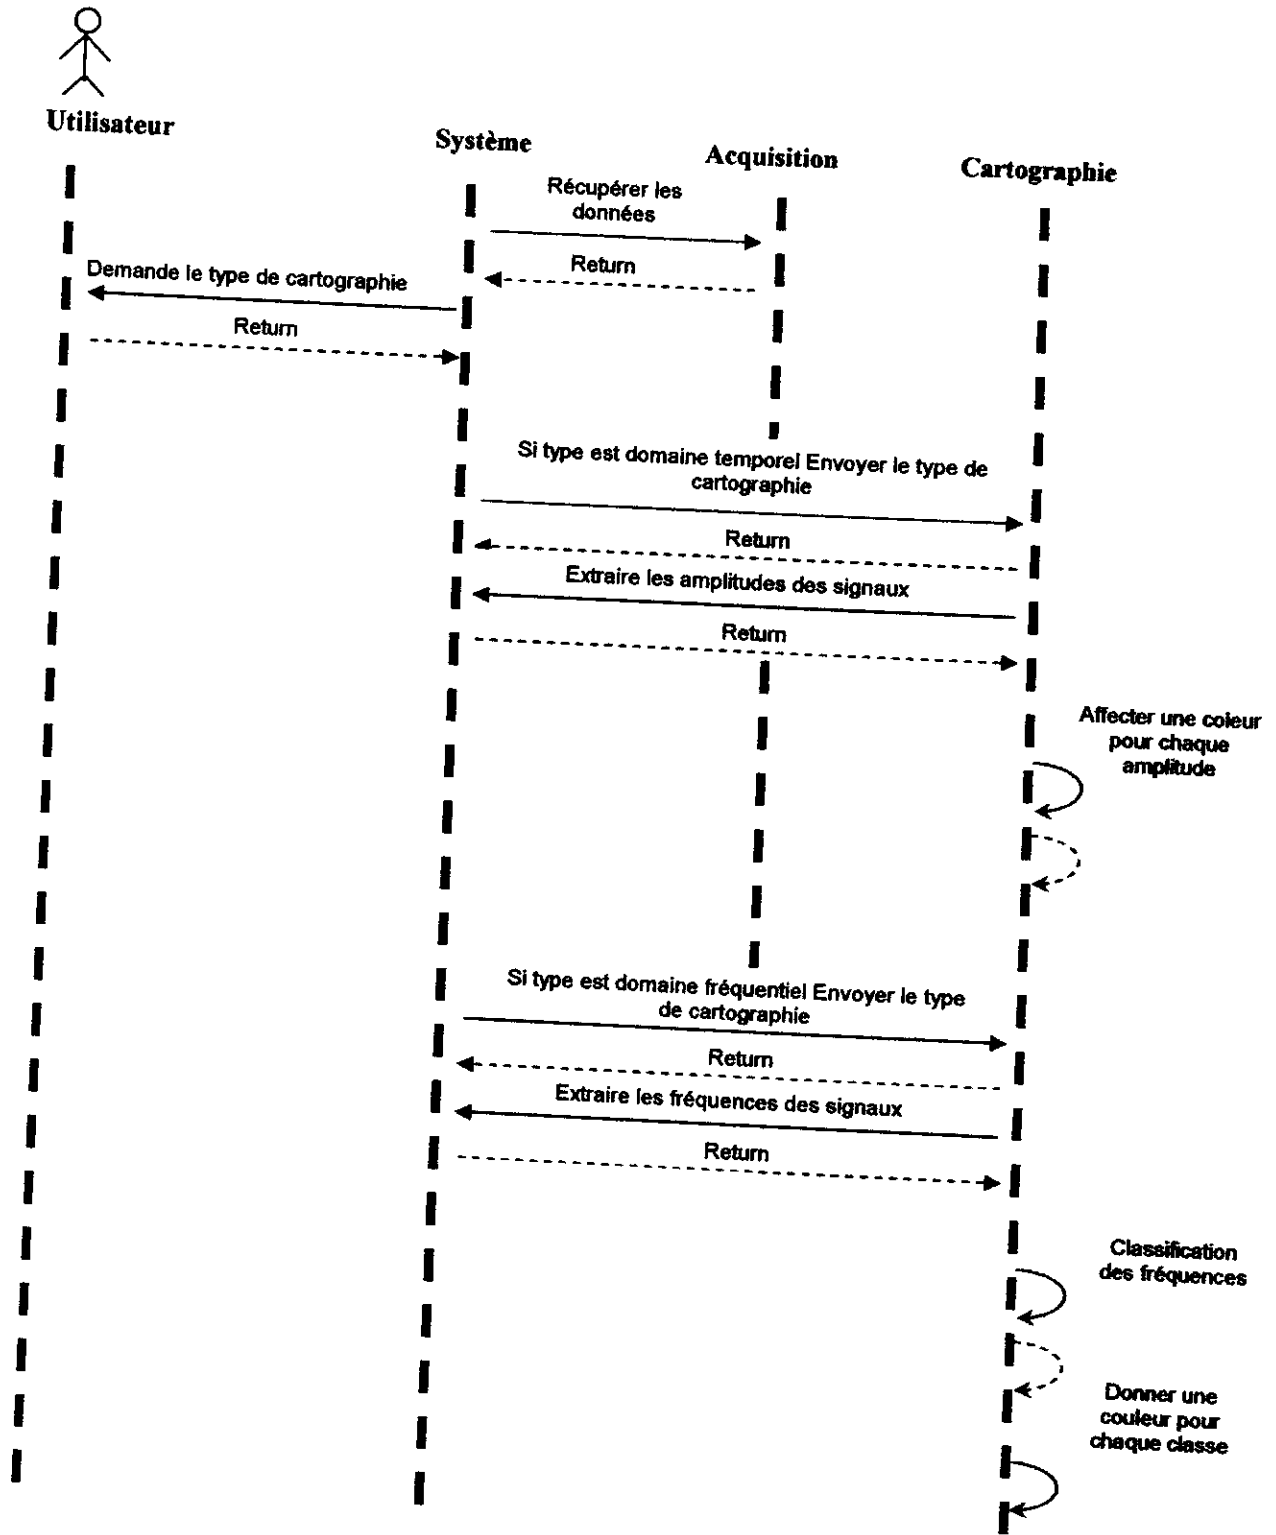 Utilisateur
Système
Acquisition
Cartographie
Récupérer les
données
Return
Demande le type de cartographie
Return
Si type est domaine temporel Envoyer le type de
cartographie
Return
Extraire les amplitudes des signaux
Return
Affecter une coleur
pour chaque
amplitude
Si type est domaine fréquentiel Envoyer le type
de cartographie
Return
Extraire les fréquences des signaux
Return
Classification
des fréquences
Donner une
couleur pour
chaque classe